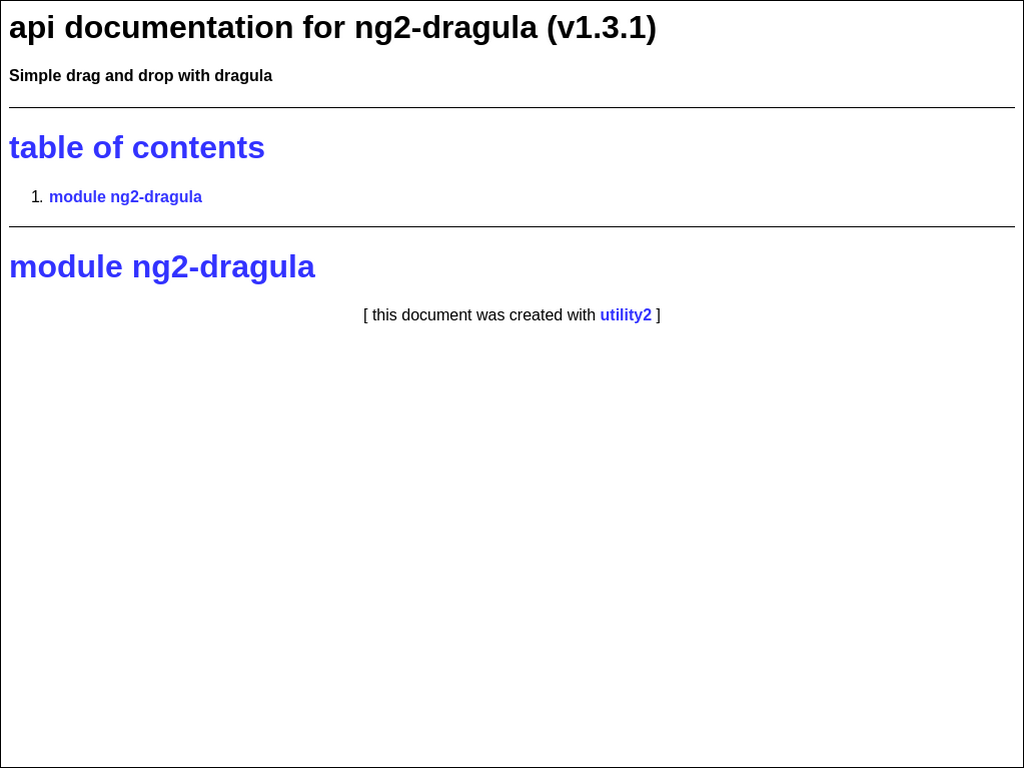 api documentation for ng2-dragula (v1.3.1)
Simple drag and drop with dragula
table of contents
1. module ng2-dragula
module ng2-dragula
[ this document was created with utility2 ]